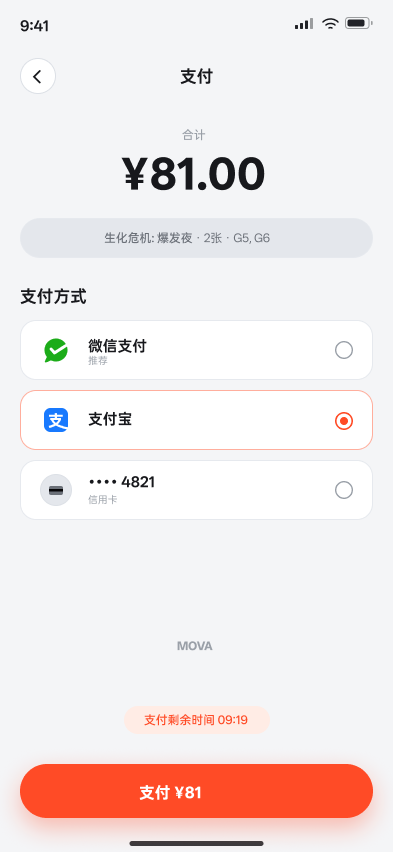 9:41
支付
合计
¥81.00
生化危机: 爆发夜 · 2张 · G5, G6
支付方式
微信支付
推荐
支
支付宝
•••• 4821
信用卡
MOVA
支付剩余时间 09:19
支付 ¥81